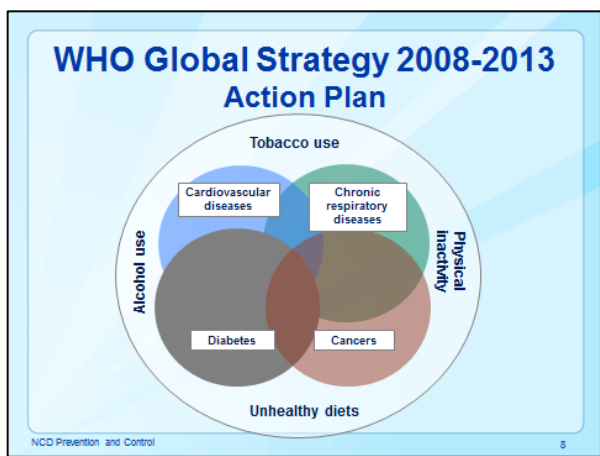 WHO Global Strategy 2008-2013
Action Plan
Tobacco use
Cardiovascular
diseases
Chronic
respiratory
diseases
Alcohol use
Physical
inactivity
Diabetes
Cancers
Unhealthy diets
NCD Prevention and Control
8